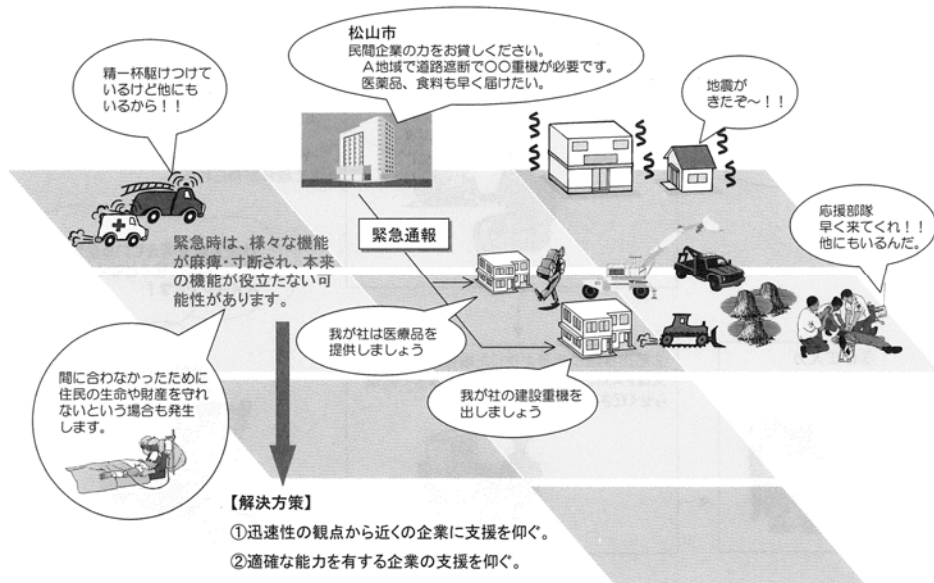 松山市
民間企業の力をお貸しください。
A地域で道路遮断で〇〇重機が必要です。
医薬品、食料も早く届けたい。
精一杯駆けつけて
いるけど他にも
いるから！！
地震が
きたぞ～！！
応援部隊
早く来てくれ！！
他にもいるんだ。
緊急通報
緊急時は、様々な機能
が麻痺・寸断され、本来
の機能が役立たない可
能性があります。
我が社は医療品を
提供しましょう
我が社の建設重機を
出しましょう
間に合わなかったために
住民の生命や財産を守れ
ないという場合も発生
します。
【解決方策】
①迅速性の観点から近くの企業に支援を仰ぐ。
②適確な能力を有する企業の支援を仰ぐ。